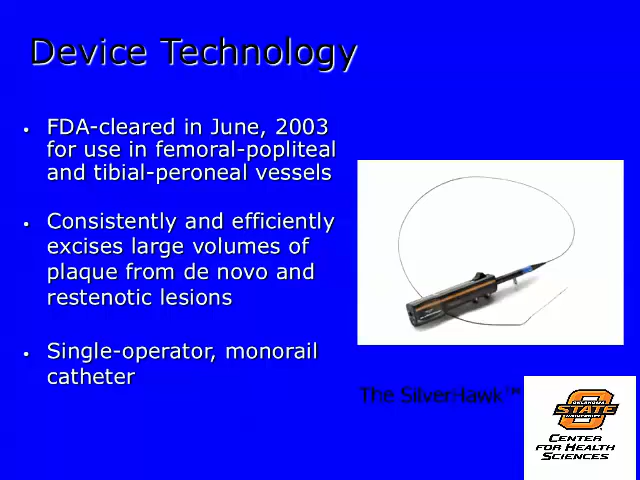 Device Technology
• FDA-cleared in June, 2003
for use in femoral-popliteal
and tibial-peroneal vessels
• Consistently and efficiently
excises large volumes of
plaque from de novo and
restenotic lesions
• Single-operator, monorail
catheter
The SilverHawk™
OKLAHOMA
STATE
UNIVERSITY
CENTER
FOR HEALTH
SCIENCES